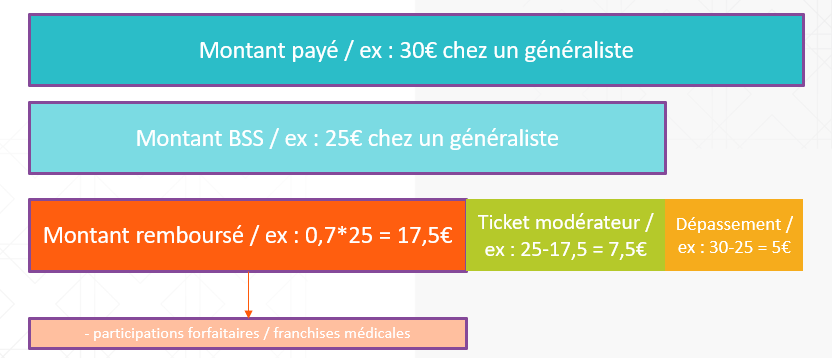 Montant payé / ex : 30€ chez un généraliste
Montant BSS / ex : 25€ chez un généraliste
Montant remboursé / ex : 0,7*25 = 17,5€
Ticket modérateur /
ex : 25-17,5 = 7,5€
Dépassement /
ex : 30-25 = 5€
- participations forfaitaires / franchises médicales